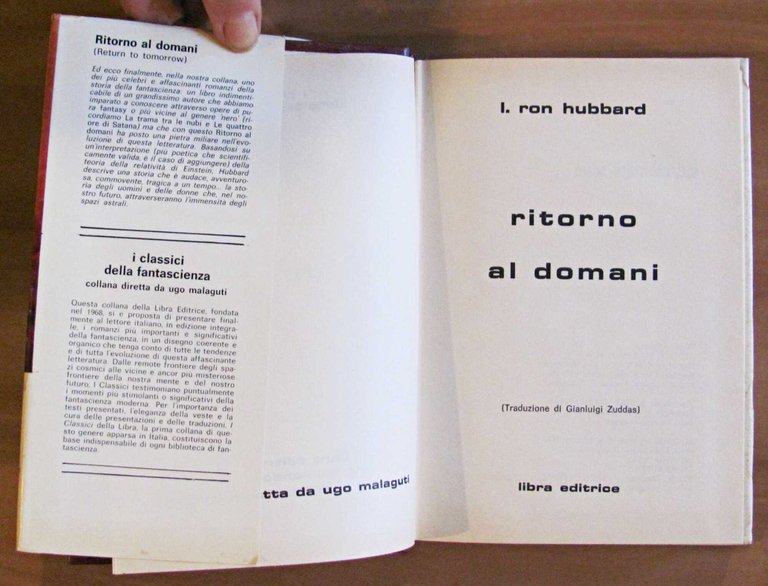 Ritorno al domani
(Return to tomorrow)
Ed ecco finalmente, nella nostra collana, uno
dei più celebri e affascinanti romanzi della
storia della fantascienza: un libro indimenti-
cabile di un grandissimo autore che abbiamo
imparato a conoscere attraverso opere di pu-
ra fantasy o più vicine al genere 'nero' (ri-
cordiamo La trama tra le nubi e Le quattro
ore di Satana) ma che con questo Ritorno al
domani ha posto una pietra miliare nell'evo-
luzione di questa letteratura. Basandosi su
un'interpretazione (più poetica che scientifi-
camente valida, è il caso di aggiungere) della
teoria della relatività di Einstein, Hubbard
descrive una storia che è audace, avventuro-
sa, commovente, tragica a un tempo... la sto-
ria degli uomini e delle donne che, nel no-
stro futuro, attraverseranno l'immensità degli
spazi astrali.
i classici
della fantascienza
collana diretta da ugo malaguti
Questa collana della Libra Editrice, fondata
nel 1968, si è proposta di presentare final-
mente al lettore italiano, in edizione integra-
le, i romanzi più importanti e significativi
della fantascienza, in un disegno coerente e
organico che tenga conto di tutte le tendenze
e di tutta l'evoluzione di questa affascinante
letteratura. Dalle remote frontiere degli spa-
zi cosmici alle vicine e ancor più misteriose
frontiere della nostra mente e del nostro
futuro, I Classici testimoniano puntualmente
i momenti più stimolanti o significativi della
fantascienza moderna. Per l'importanza dei
testi presentati, l'eleganza della veste e la
cura delle presentazioni e delle traduzioni, I
Classici della Libra, la prima collana di que-
sto genere apparsa in Italia, costituiscono la
base indispensabile di ogni biblioteca di fan-
tascienza.
tta da ugo malaguti
l. ron hubbard
ritorno
al domani
(Traduzione di Gianluigi Zuddas)
libra editrice